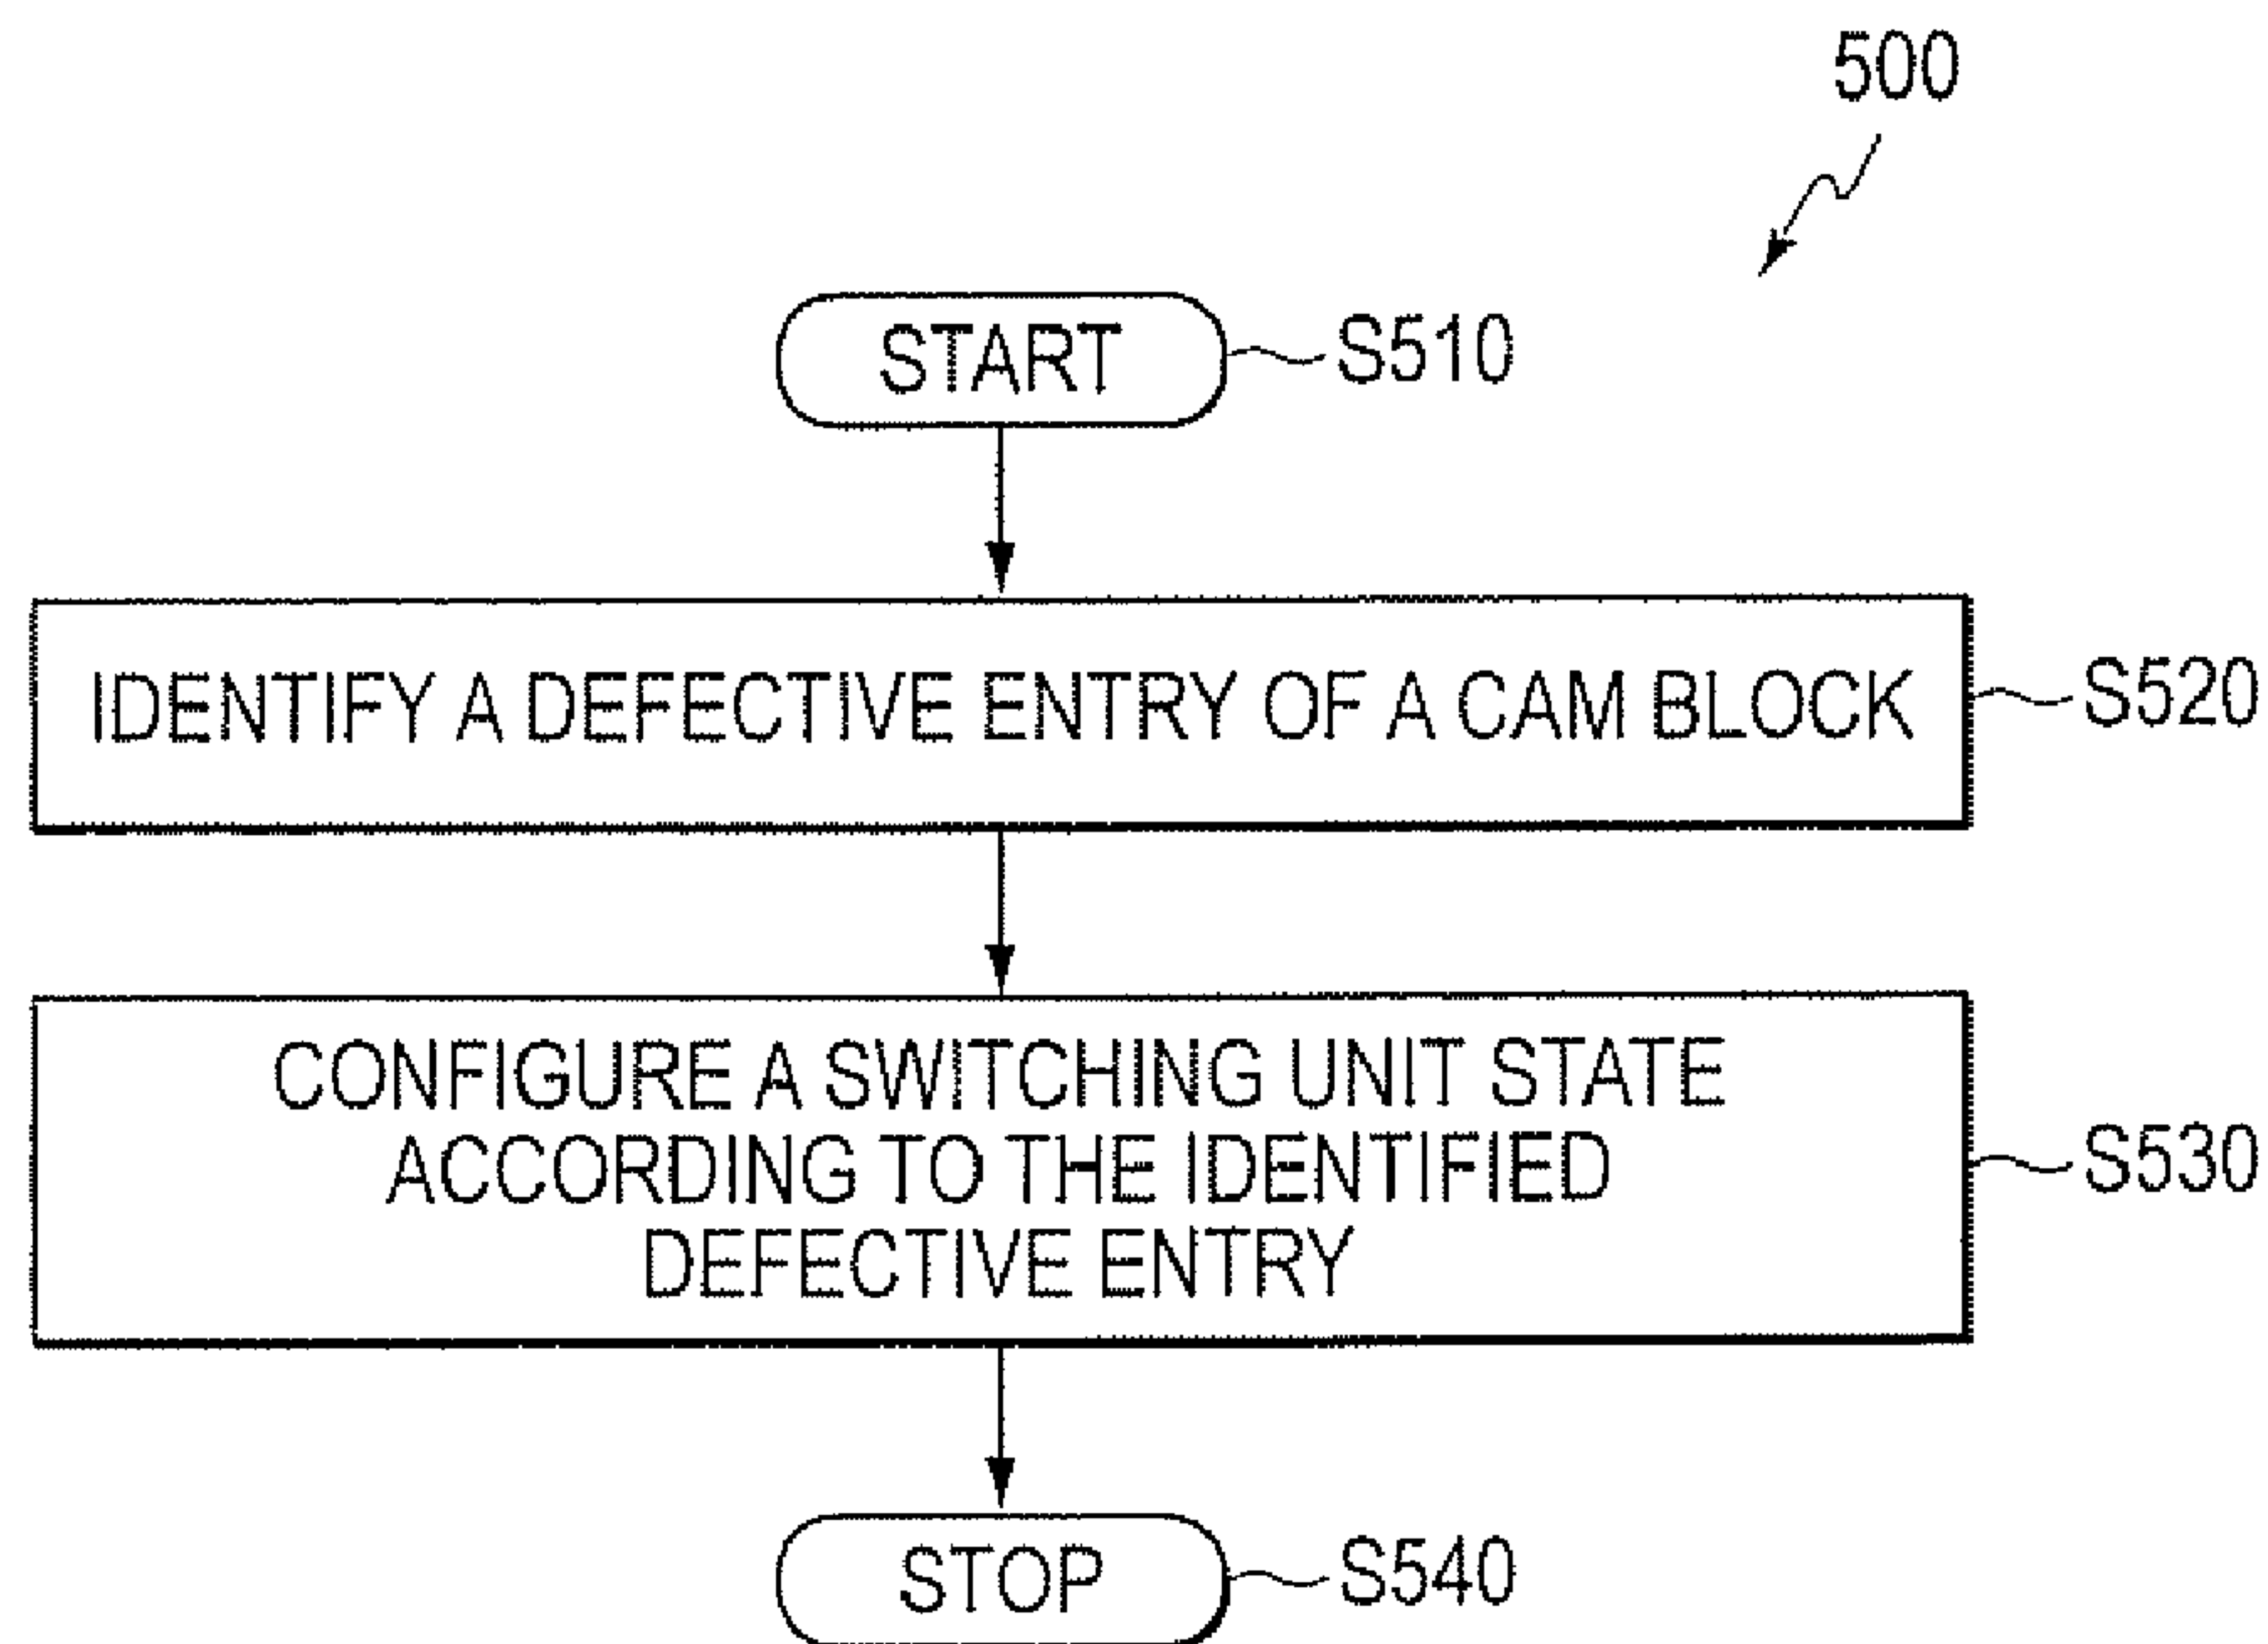 500
START
S510
IDENTIFY A DEFECTIVE ENTRY OF A CAM BLOCK
S520
CONFIGURE A SWITCHING UNIT STATE
ACCORDING TO THE IDENTIFIED
DEFECTIVE ENTRY
S530
STOP
S540